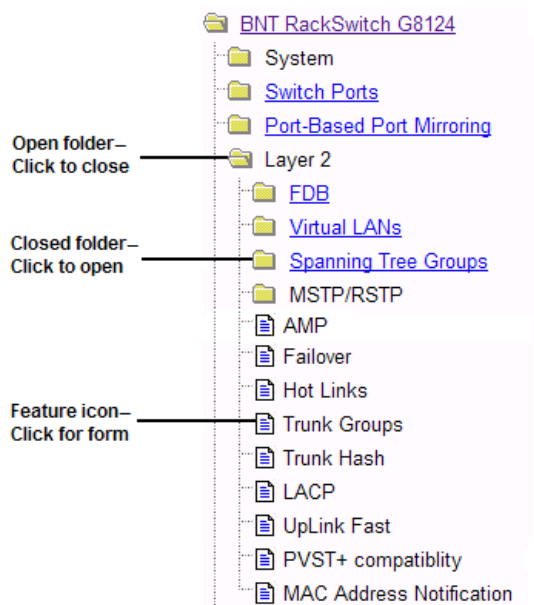 BNT RackSwitch G8124
System
Switch Ports
Port-Based Port Mirroring
Open folder–
Click to close
Layer 2
FDB
Virtual LANs
Closed folder–
Click to open
Spanning Tree Groups
MSTP/RSTP
AMP
Failover
Hot Links
Feature icon–
Click for form
Trunk Groups
Trunk Hash
LACP
UpLink Fast
PVST+ compatiblity
MAC Address Notification